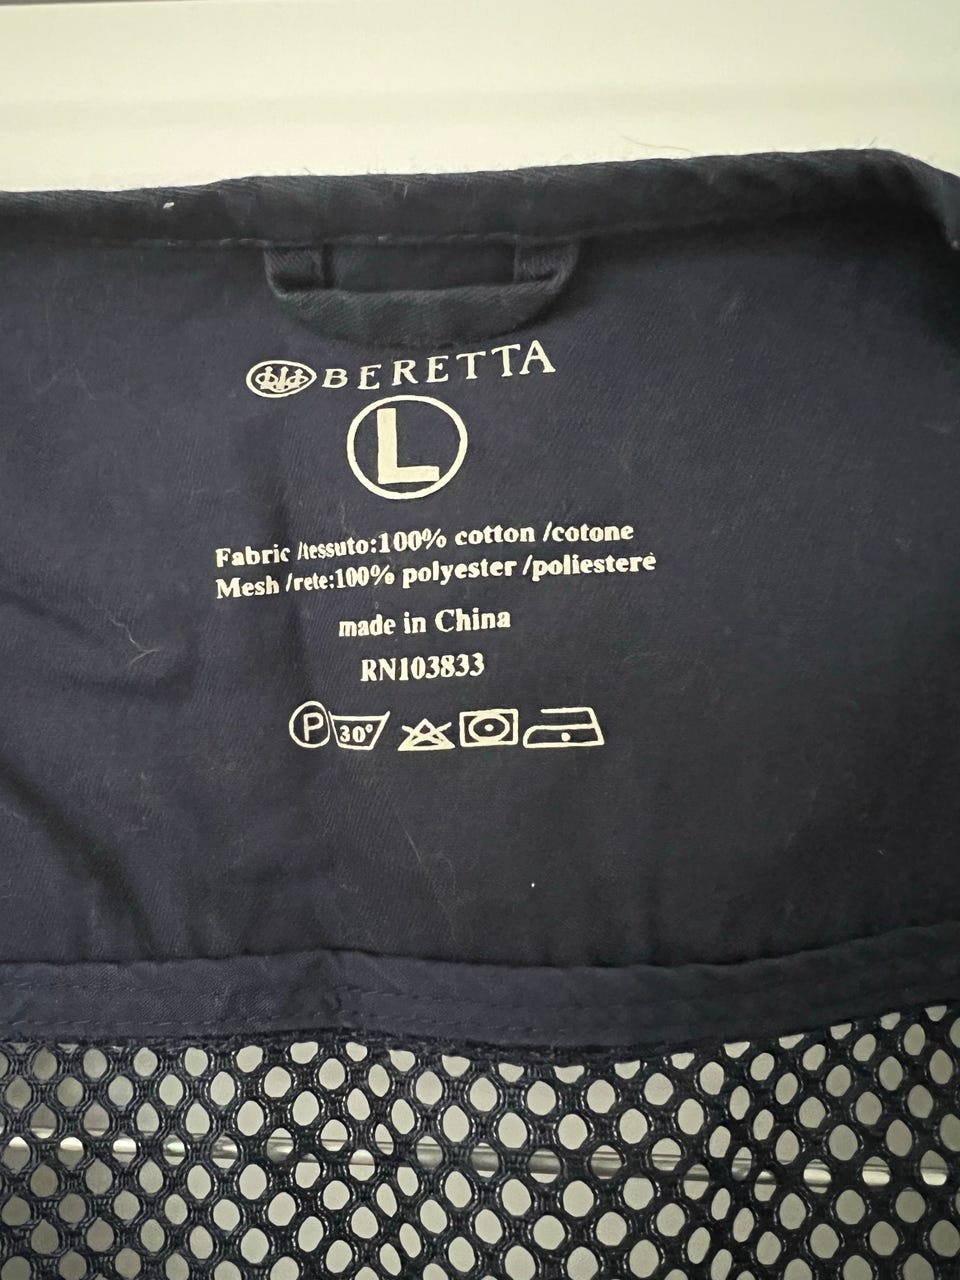 BERETTA
L
Fabric /tessuto:100% cotton /cotone
Mesh /rete:100% polyester /poliestere
made in China
RN103833
P 30°